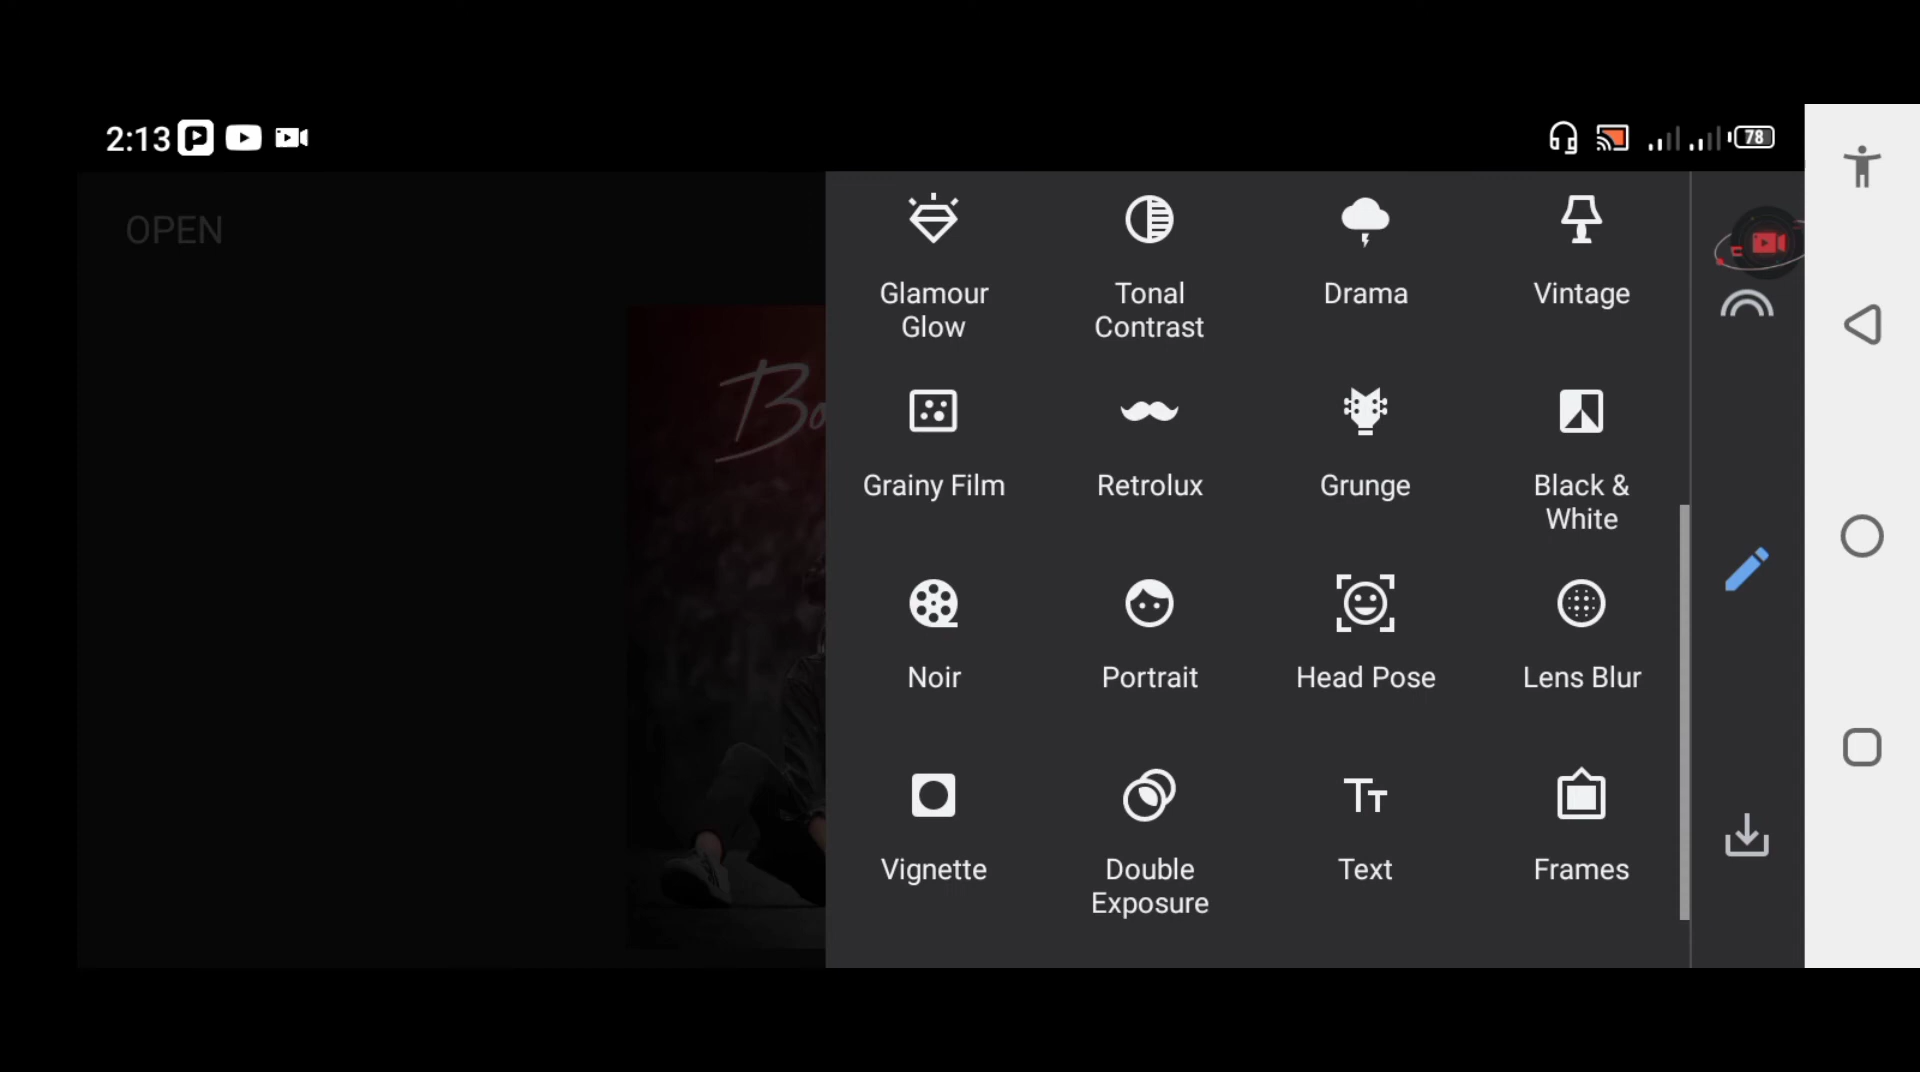 2:13
78
OPEN
Glamour
Glow
Tonal
Contrast
Drama
Vintage
Grainy Film
Retrolux
Grunge
Black &
White
Noir
Portrait
Head Pose
Lens Blur
Vignette
Double
Exposure
Text
Frames